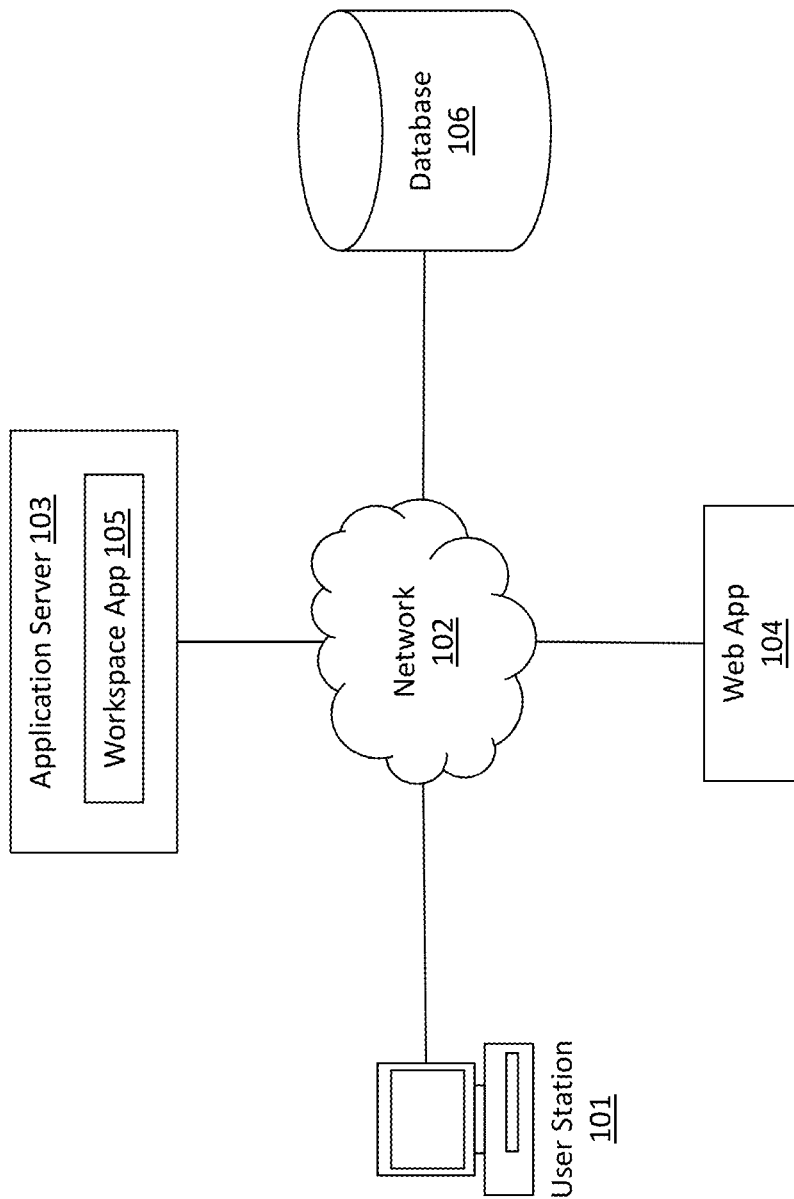 Application Server 103
Workspace App 105
User Station
101
Network
102
Database
106
Web App
104